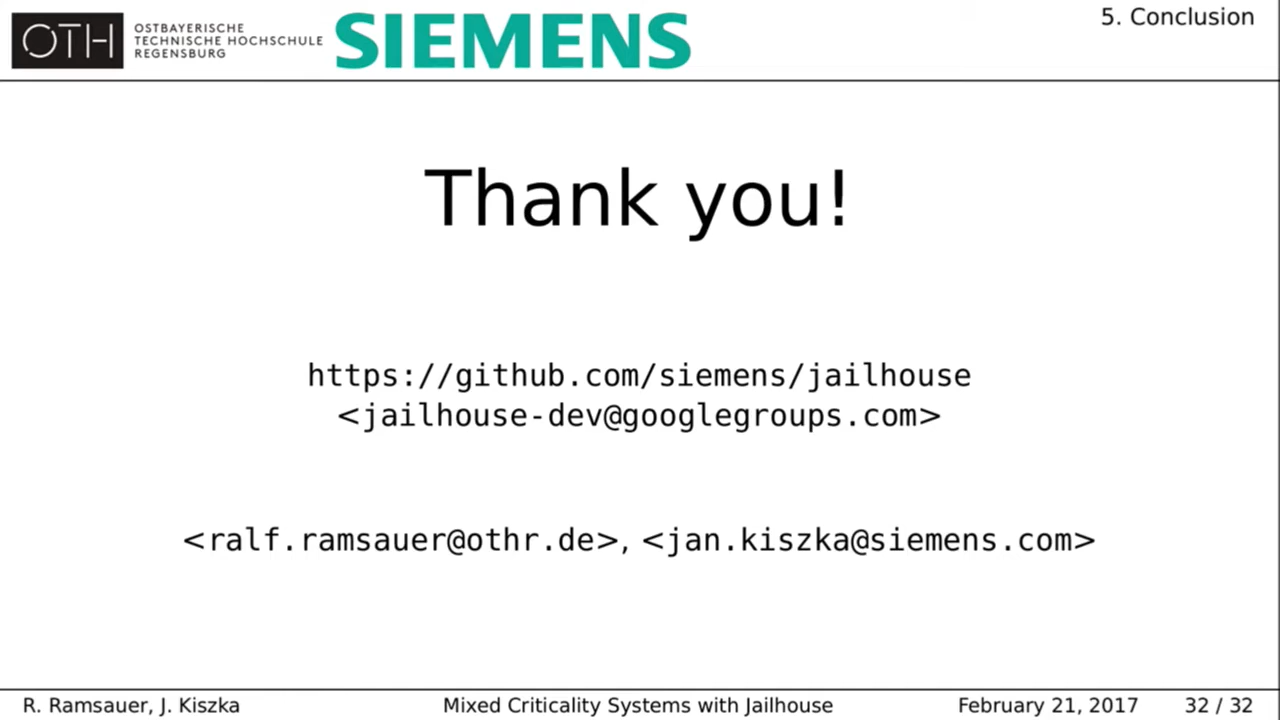 OTH
OSTBAYERISCHE
TECHNISCHE HOCHSCHULE
REGENSBURG
SIEMENS
5. Conclusion
Thank you!
https://github.com/siemens/jailhouse
<jailhouse-dev@googlegroups.com>
<ralf.ramsauer@othr.de>, <jan.kiszka@siemens.com>
R. Ramsauer, J. Kiszka
Mixed Criticality Systems with Jailhouse
February 21, 2017
32 / 32